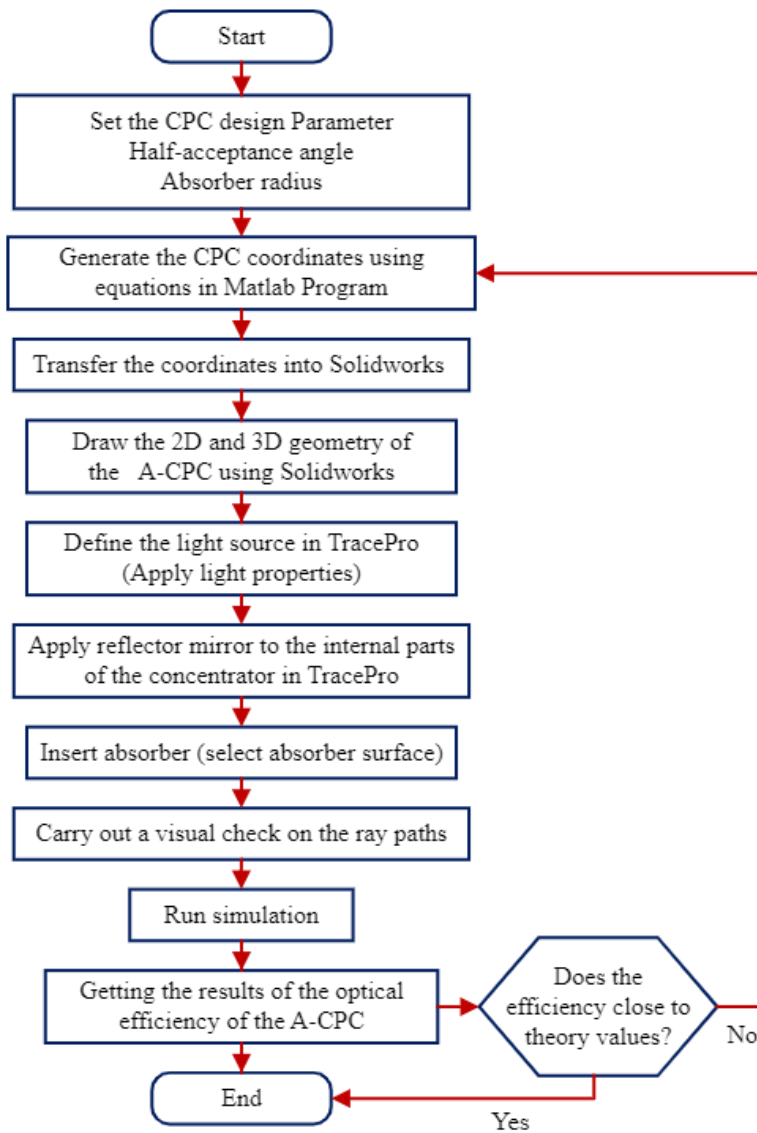 Start
Set the CPC design Parameter
Half-acceptance angle
Absorber radius
Generate the CPC coordinates using
equations in Matlab Program
Transfer the coordinates into Solidworks
Draw the 2D and 3D geometry of
the A-CPC using Solidworks
Define the light source in TracePro
(Apply light properties)
Apply reflector mirror to the internal parts
of the concentrator in TracePro
Insert absorber (select absorber surface)
Carry out a visual check on the ray paths
Run simulation
Getting the results of the optical
efficiency of the A-CPC
Does the
efficiency close to
theory values?
No
End
Yes